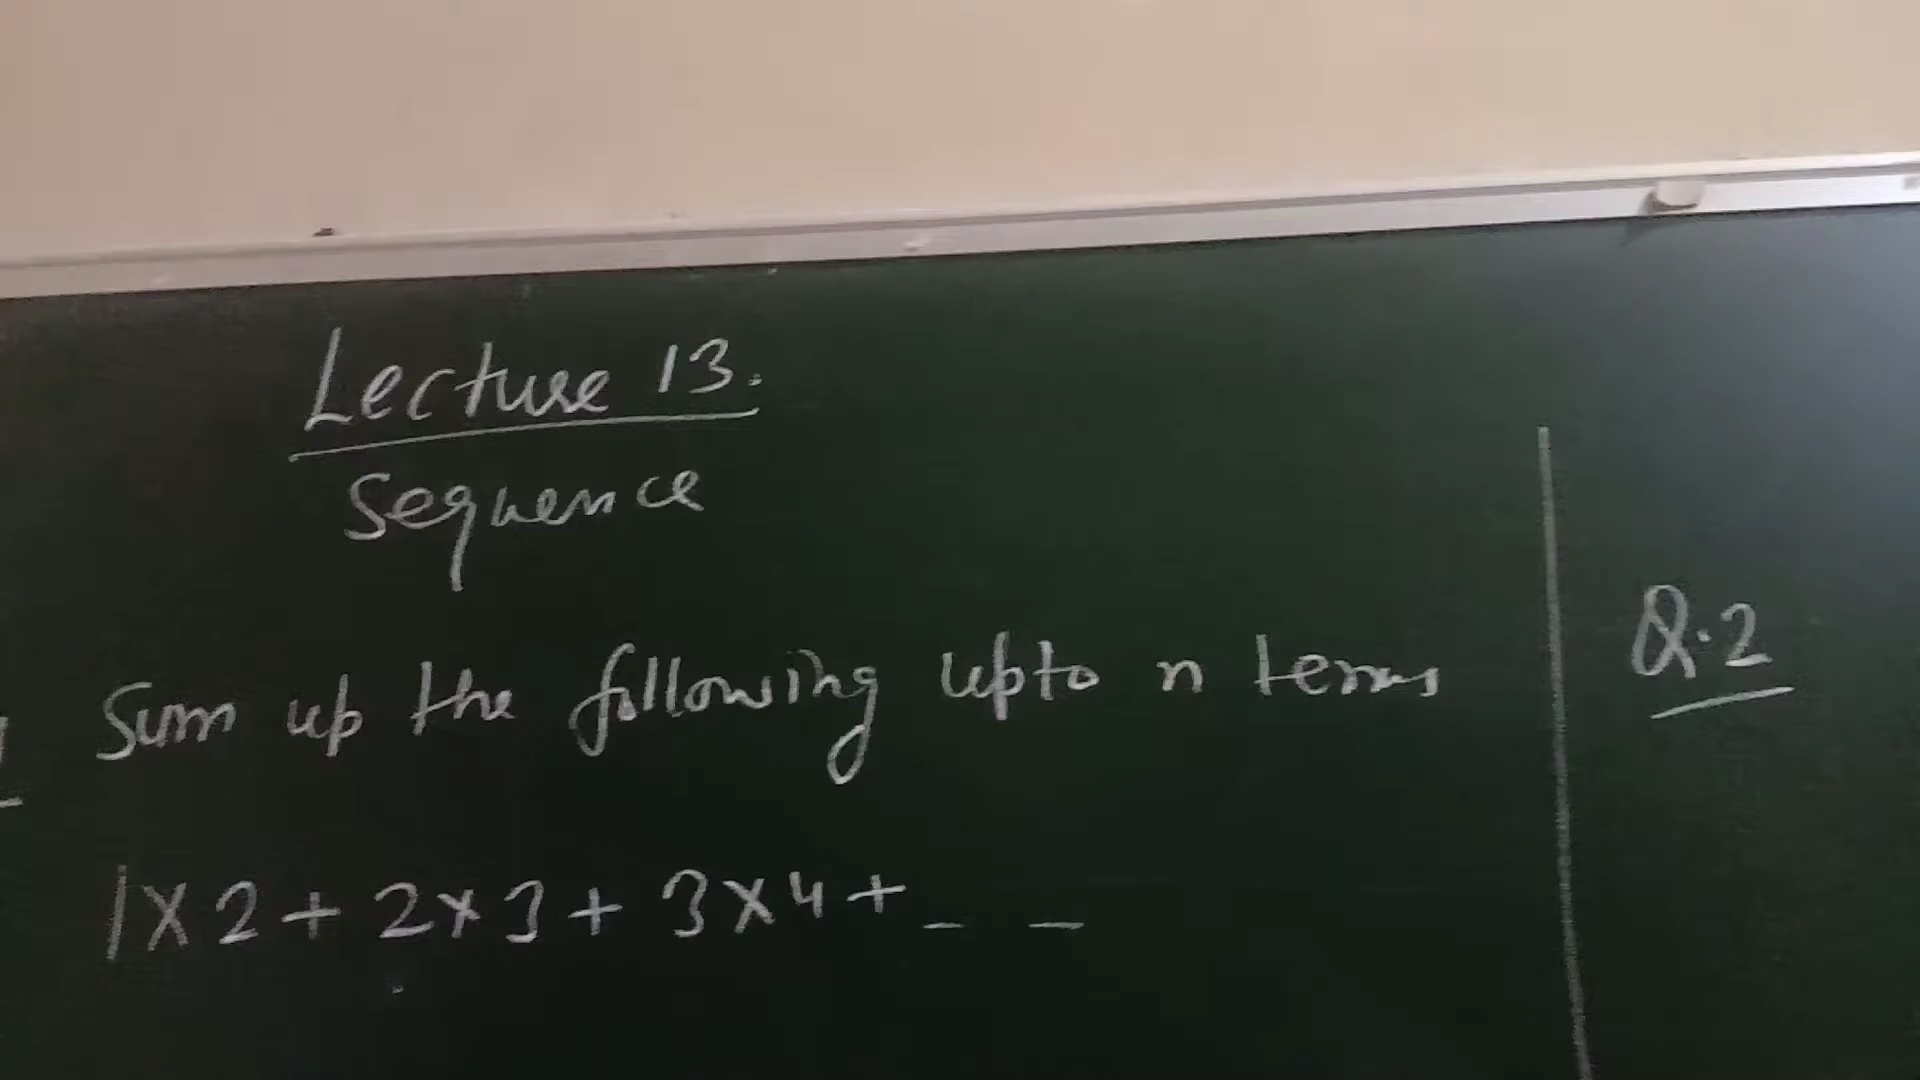 Lecture 13.
Sequence
Sum up the following upto n terms
1×2+2×3+3×4+_ _
Q.2